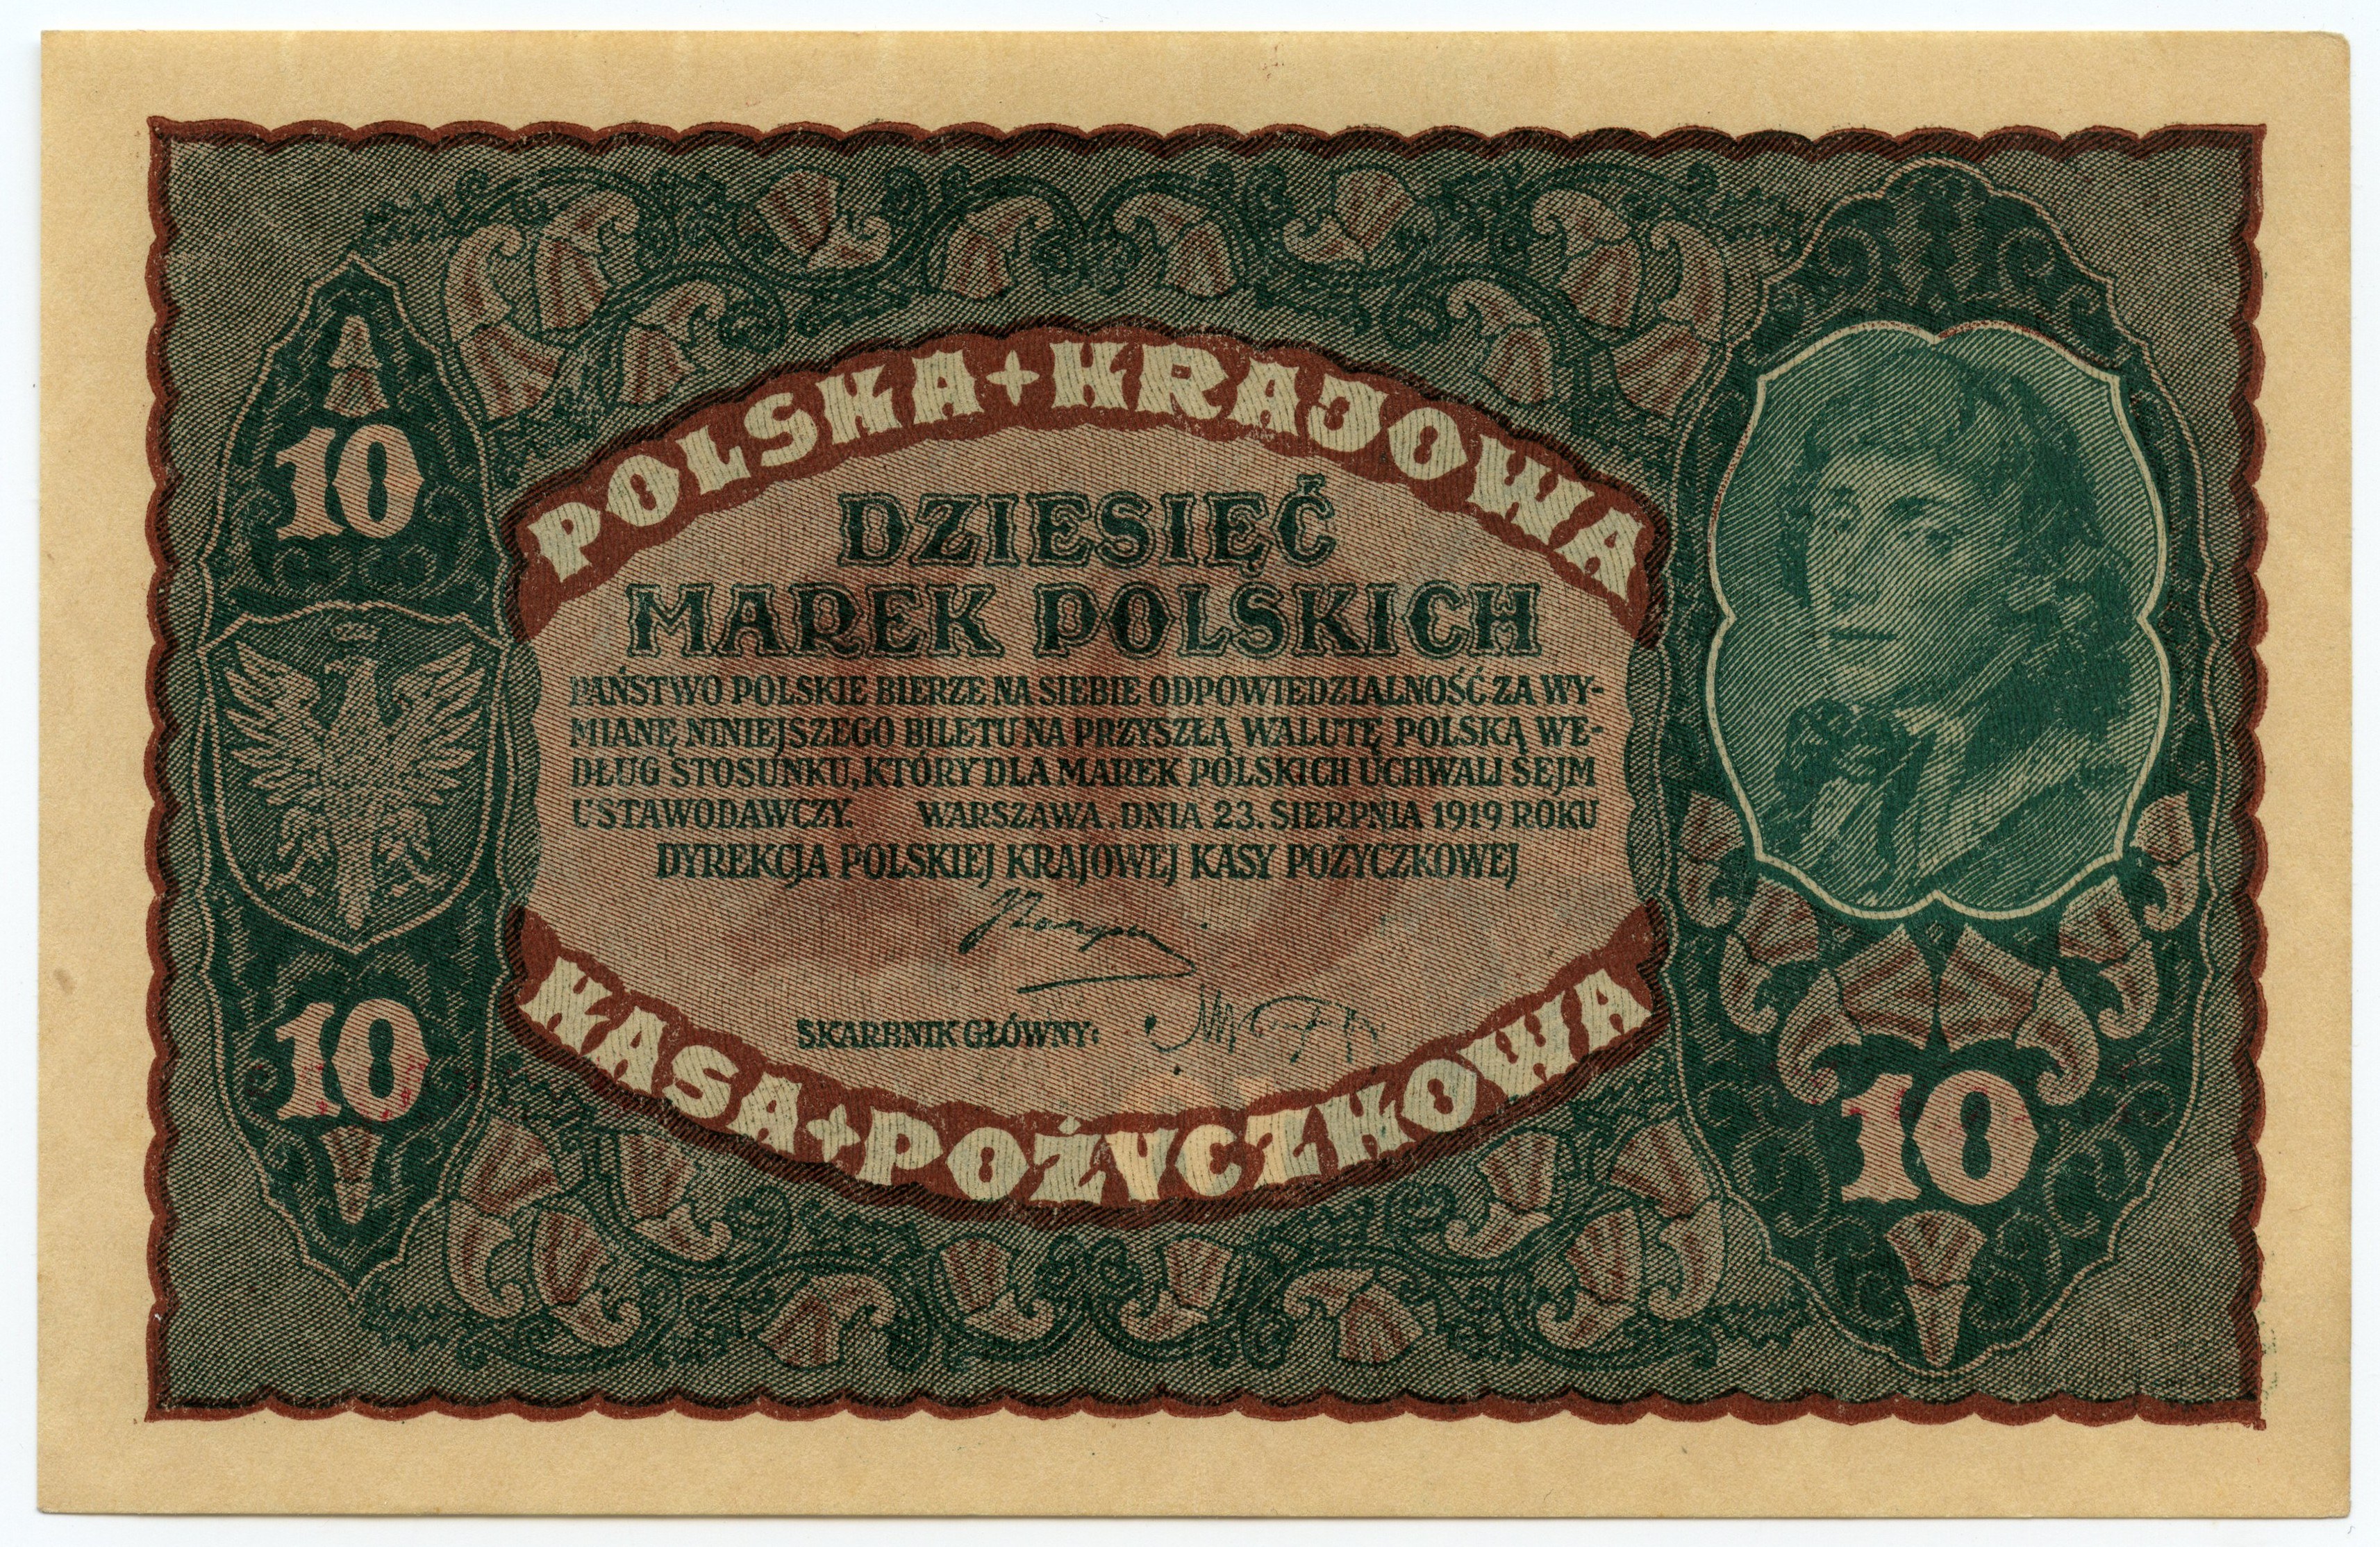 POLSKA+KRAJOWA
10
DZIESIĘĆ
MAREK POLSKICH
PAŃSTWO POLSKIE BIERZE NA SIEBIE ODPOWIEDZIALNOŚĆ ZA WY-
MIANĘ NINIEJSZEGO BILETU NA PRZYSZŁĄ WALUTĘ POLSKĄ WE-
DŁUG STOSUNKU, KTÓRY DLA MAREK POLSKICH UCHWALI SEJM
USTAWODAWCZY. WARSZAWA, DNIA 23. SIERPNIA 1919 ROKU
DYREKCJA POLSKIEJ KRAJOWEJ KASY POŻYCZKOWEJ
SKARBNIK GŁÓWNY:
10
10
KASA+POŻYCZKOWA